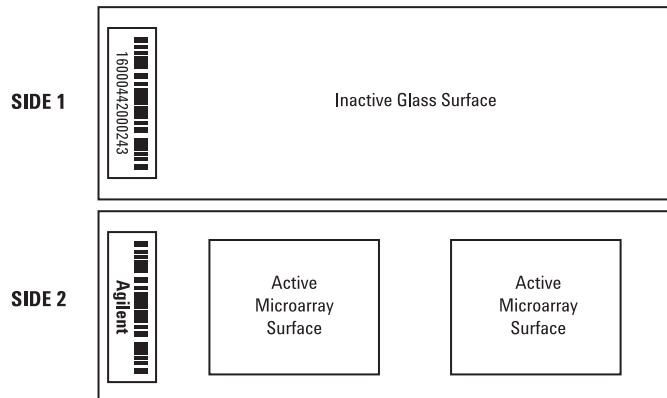 SIDE 1
16000442000243
Inactive Glass Surface
SIDE 2
Agilent
Active
Microarray
Surface
Active
Microarray
Surface